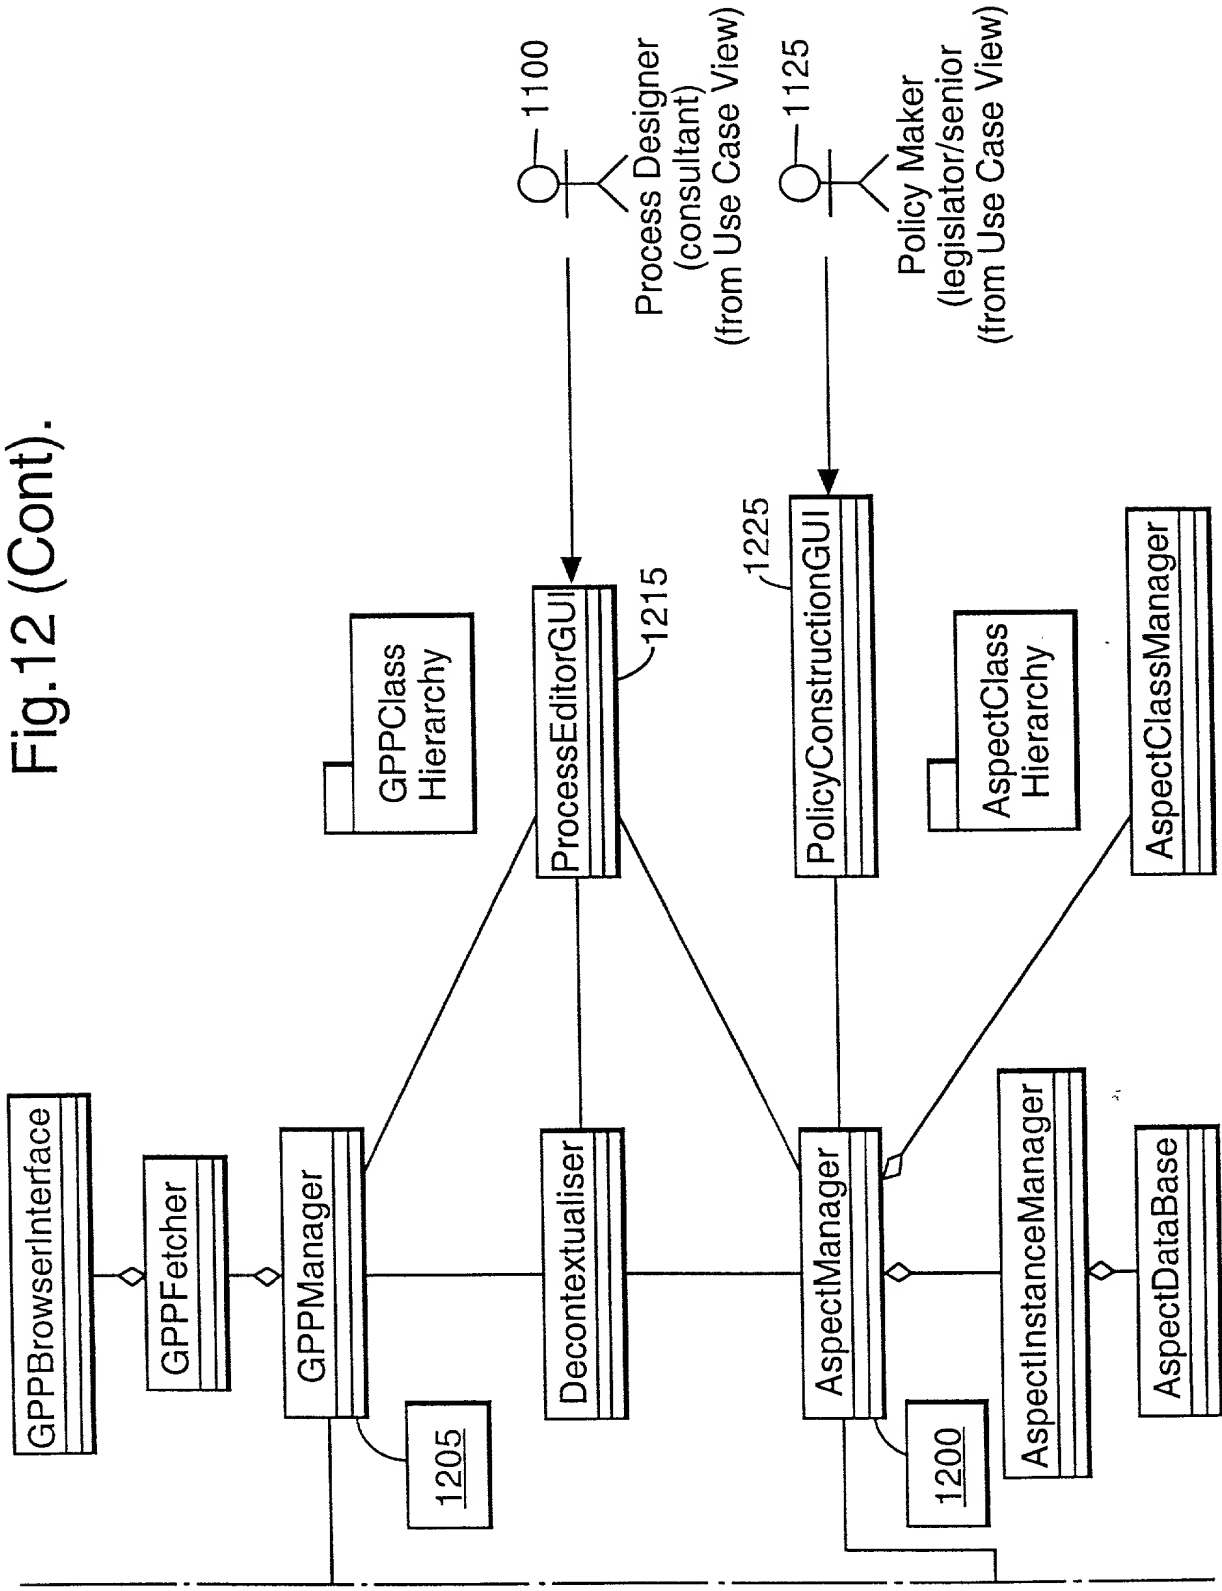 Fig.12 (Cont).
GPPBrowserInterface
GPPFetcher
GPPManager
1205
GPPClass
Hierarchy
Decontextualiser
ProcessEditorGUI
1215
1100
Process Designer
(consultant)
(from Use Case View)
AspectManager
1200
PolicyConstructionGUI
1225
1125
Policy Maker
(legislator/senior
(from Use Case View)
AspectInstanceManager
AspectClass
Hierarchy
AspectDataBase
AspectClassManager